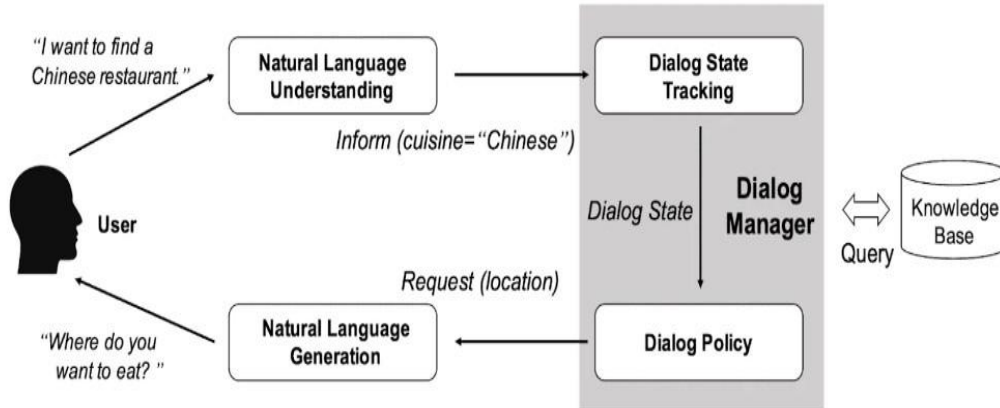 “I want to find a
Chinese restaurant.”
Natural Language
Understanding
Dialog State
Tracking
Inform (cuisine=“Chinese”)
User
Dialog State
Dialog
Manager
Query
Knowledge
Base
Request (location)
“Where do you
want to eat? ”
Natural Language
Generation
Dialog Policy